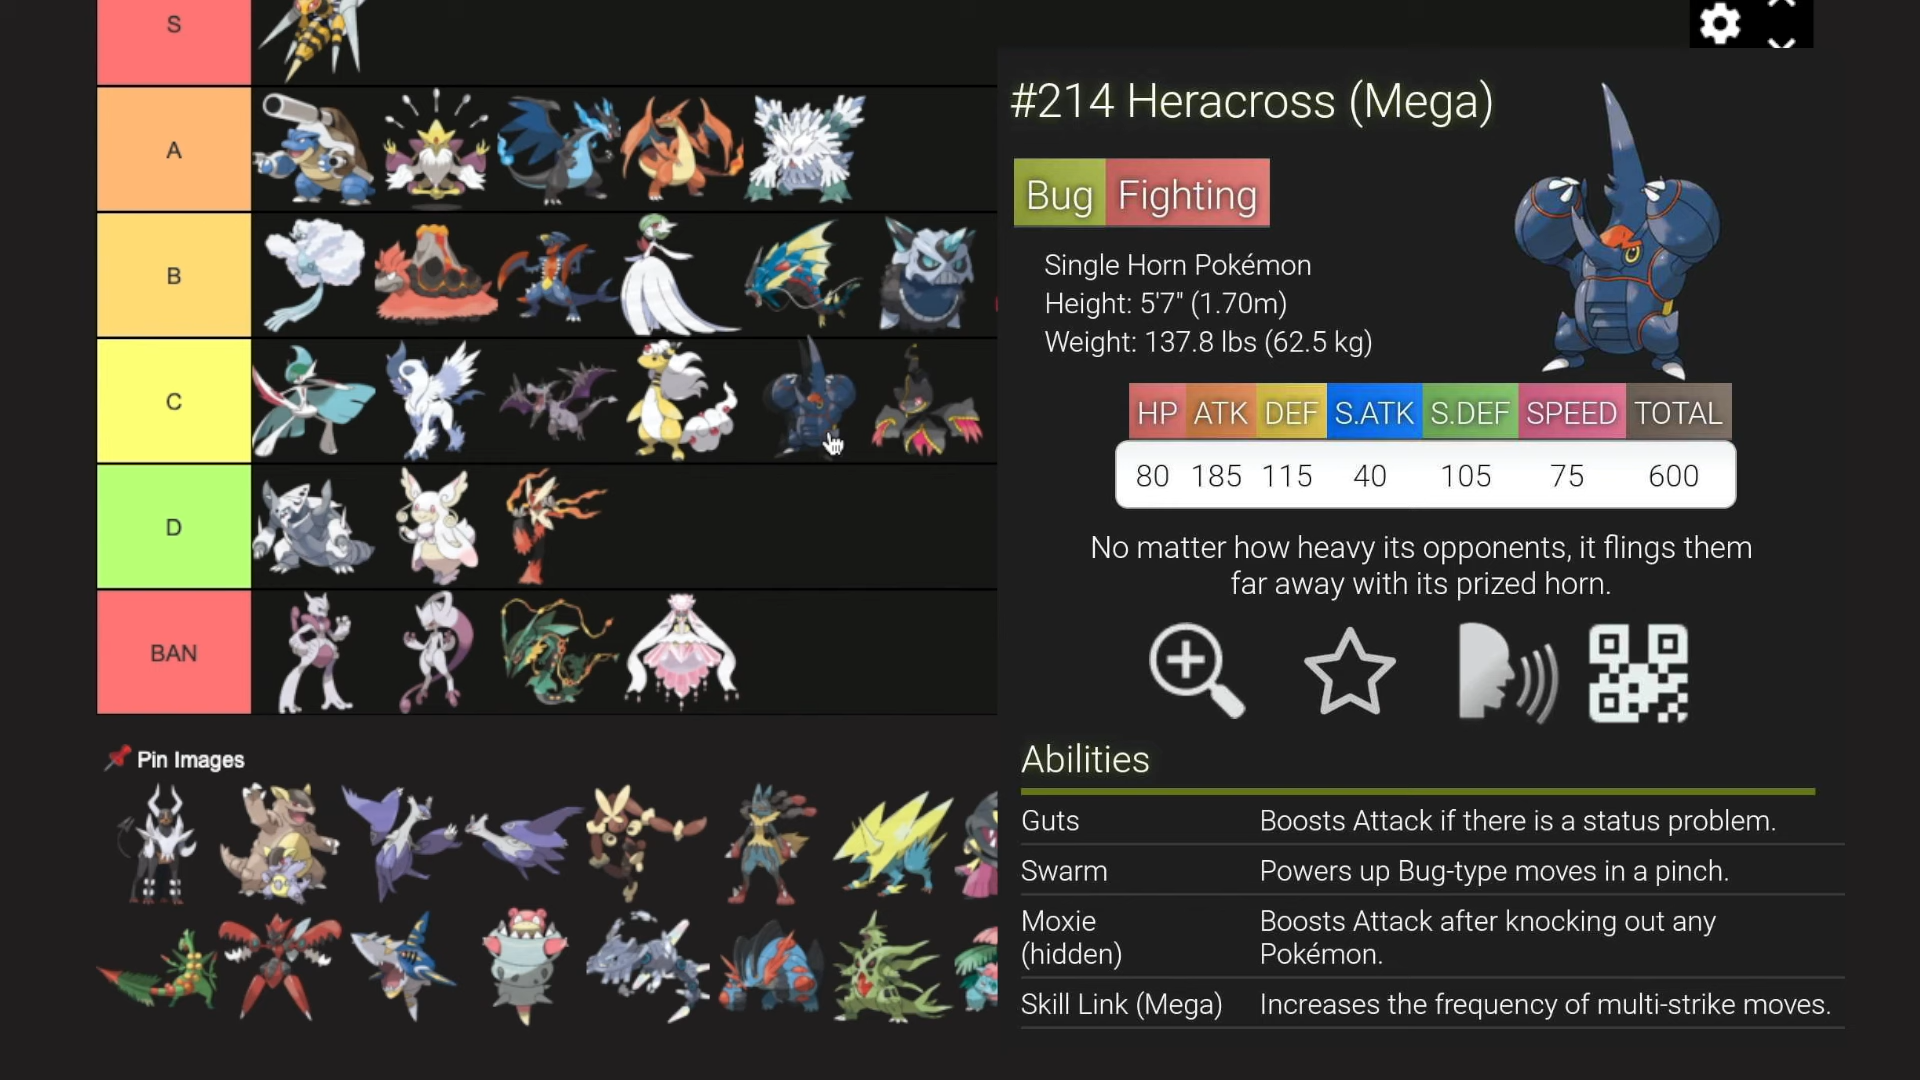 S
A
B
C
D
BAN
Pin Images
#214 Heracross (Mega)
Bug Fighting
Single Horn Pokémon
Height: 5'7" (1.70m)
Weight: 137.8 lbs (62.5 kg)
HP ATK DEF S.ATK S.DEF SPEED TOTAL
80 185 115 40 105 75 600
No matter how heavy its opponents, it flings them
far away with its prized horn.
Abilities
Guts Boosts Attack if there is a status problem.
Swarm Powers up Bug-type moves in a pinch.
Moxie Boosts Attack after knocking out any
(hidden) Pokémon.
Skill Link (Mega) Increases the frequency of multi-strike moves.